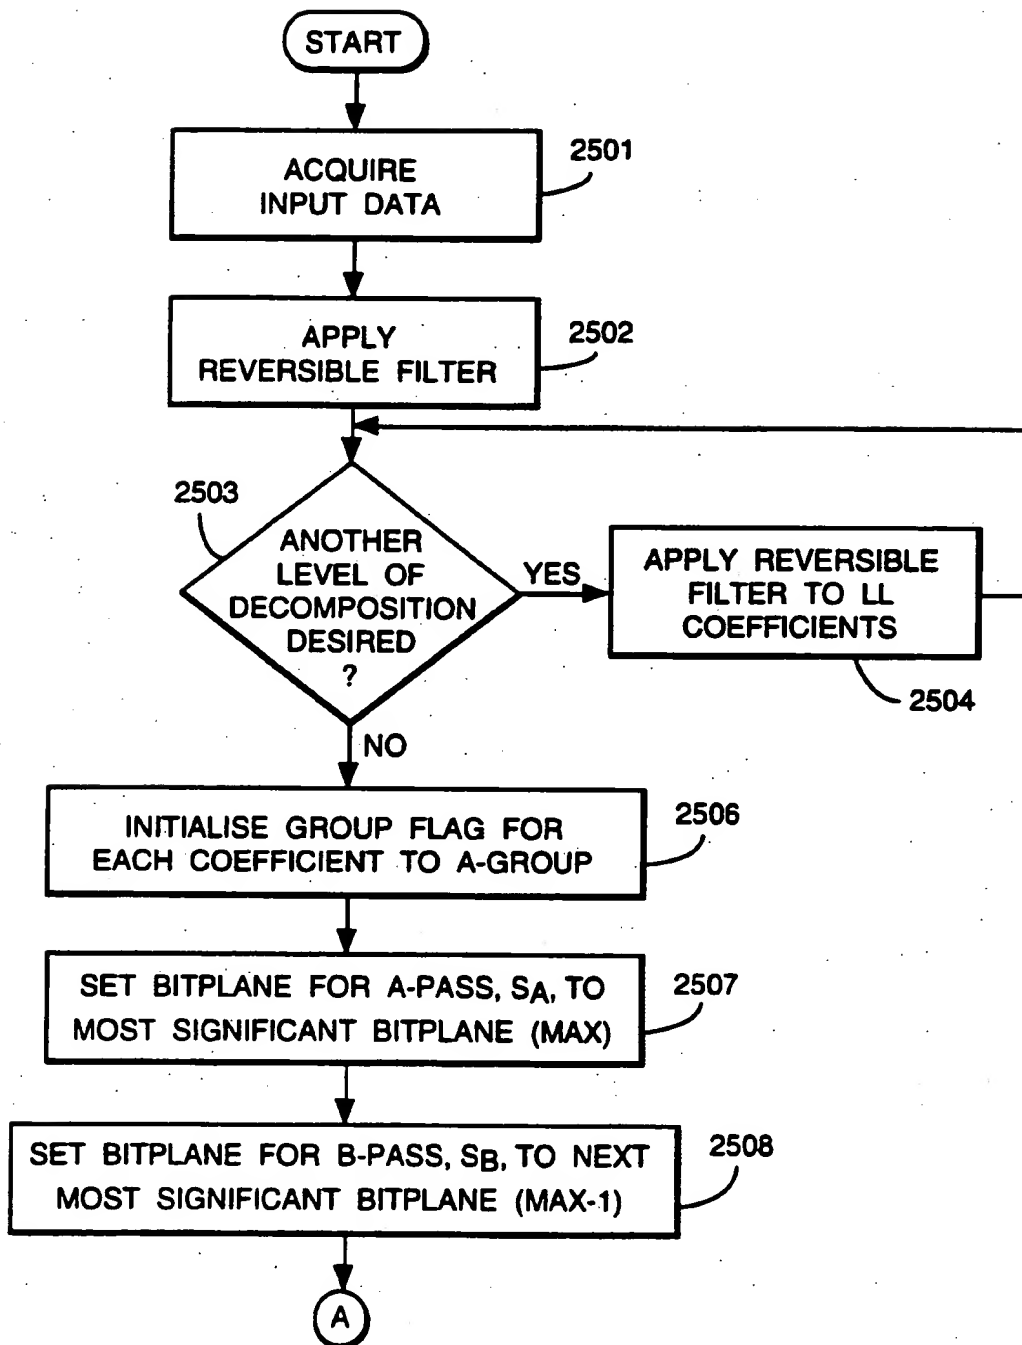 START
ACQUIRE
INPUT DATA
2501
APPLY
REVERSIBLE FILTER
2502
2503
ANOTHER
LEVEL OF
DECOMPOSITION
DESIRED
?
YES
APPLY REVERSIBLE
FILTER TO LL
COEFFICIENTS
2504
NO
INITIALISE GROUP FLAG FOR
EACH COEFFICIENT TO A-GROUP
2506
SET BITPLANE FOR A-PASS, SA, TO
MOST SIGNIFICANT BITPLANE (MAX)
2507
SET BITPLANE FOR B-PASS, SB, TO NEXT
MOST SIGNIFICANT BITPLANE (MAX-1)
2508
A